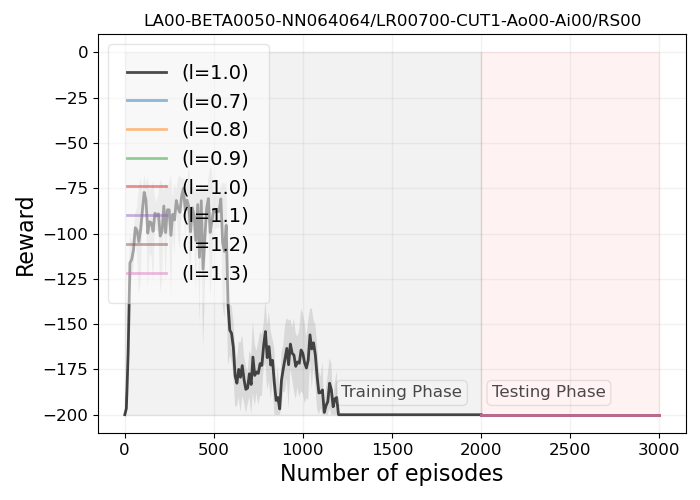 LA00-BETA0050-NN064064/LR00700-CUT1-Ao00-Ai00/RS00
Reward
0
−25
−50
−75
−100
−125
−150
−175
−200
(l=1.0)
(l=0.7)
(l=0.8)
(l=0.9)
(l=1.0)
(l=1.1)
(l=1.2)
(l=1.3)
Training Phase
Testing Phase
0 500 1000 1500 2000 2500 3000
Number of episodes